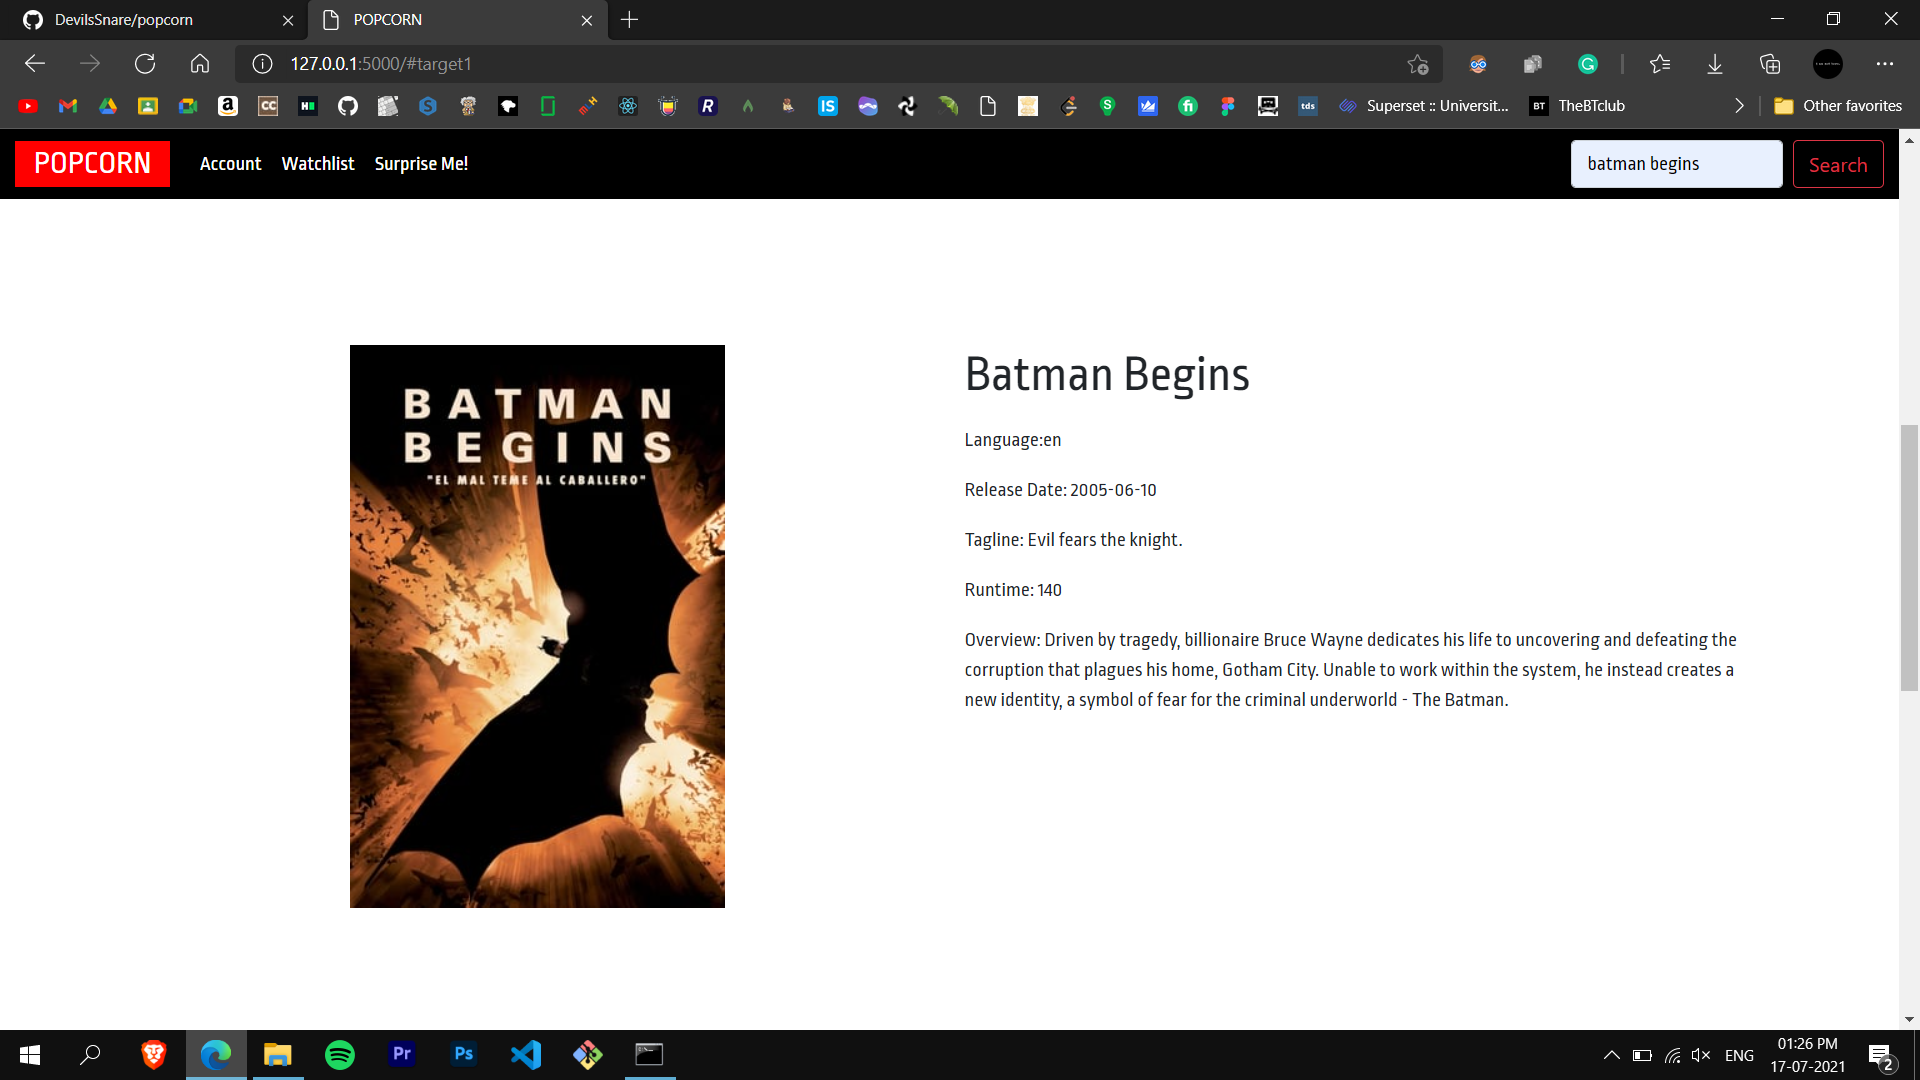 DevilsSnare/popcorn
POPCORN
127.0.0.1:5000/#target1
Superset :: Universit...
BT
TheBTclub
Other favorites
POPCORN
Account
Watchlist
Surprise Me!
batman begins
Search
BATMAN
BEGINS
"EL MAL TEME AL CABALLERO"
Batman Begins
Language:en
Release Date: 2005-06-10
Tagline: Evil fears the knight.
Runtime: 140
Overview: Driven by tragedy, billionaire Bruce Wayne dedicates his life to uncovering and defeating the
corruption that plagues his home, Gotham City. Unable to work within the system, he instead creates a
new identity, a symbol of fear for the criminal underworld - The Batman.
Pr
Ps
ENG
01:26 PM
17-07-2021
2